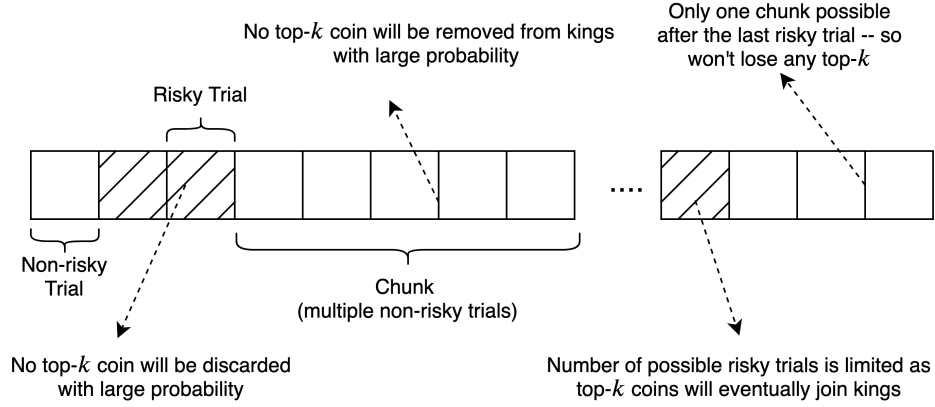 No top-k coin will be removed from kings
with large probability
Only one chunk possible
after the last risky trial -- so
won't lose any top-k
Risky Trial
....
Non-risky
Trial
Chunk
(multiple non-risky trials)
No top-k coin will be discarded
with large probability
Number of possible risky trials is limited as
top-k coins will eventually join kings